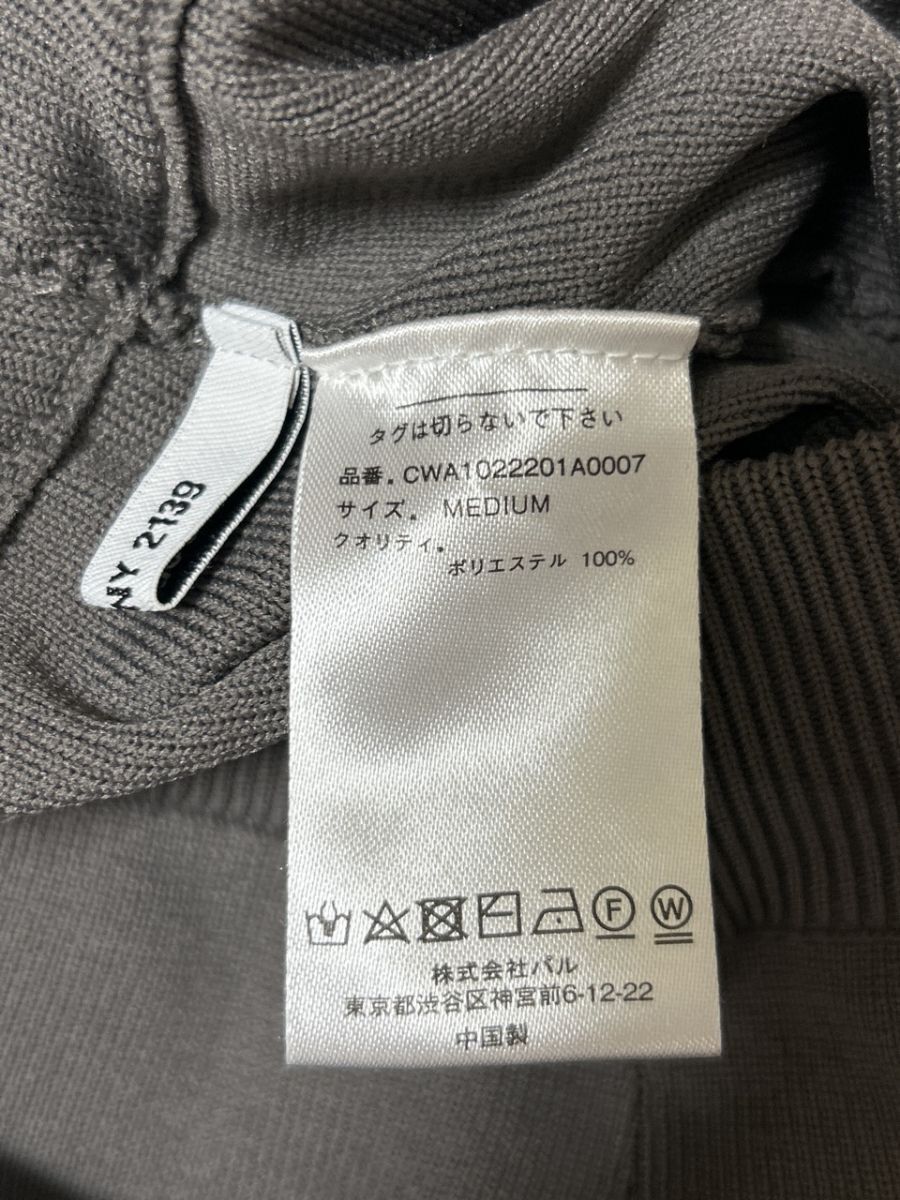 タグは切らないで下さい
品番. CWA1022201A0007
サイズ. MEDIUM
クオリティ.
ポリエステル 100%
F
W
株式会社パル
東京都渋谷区神宮前6-12-22
中国製
NY 2139